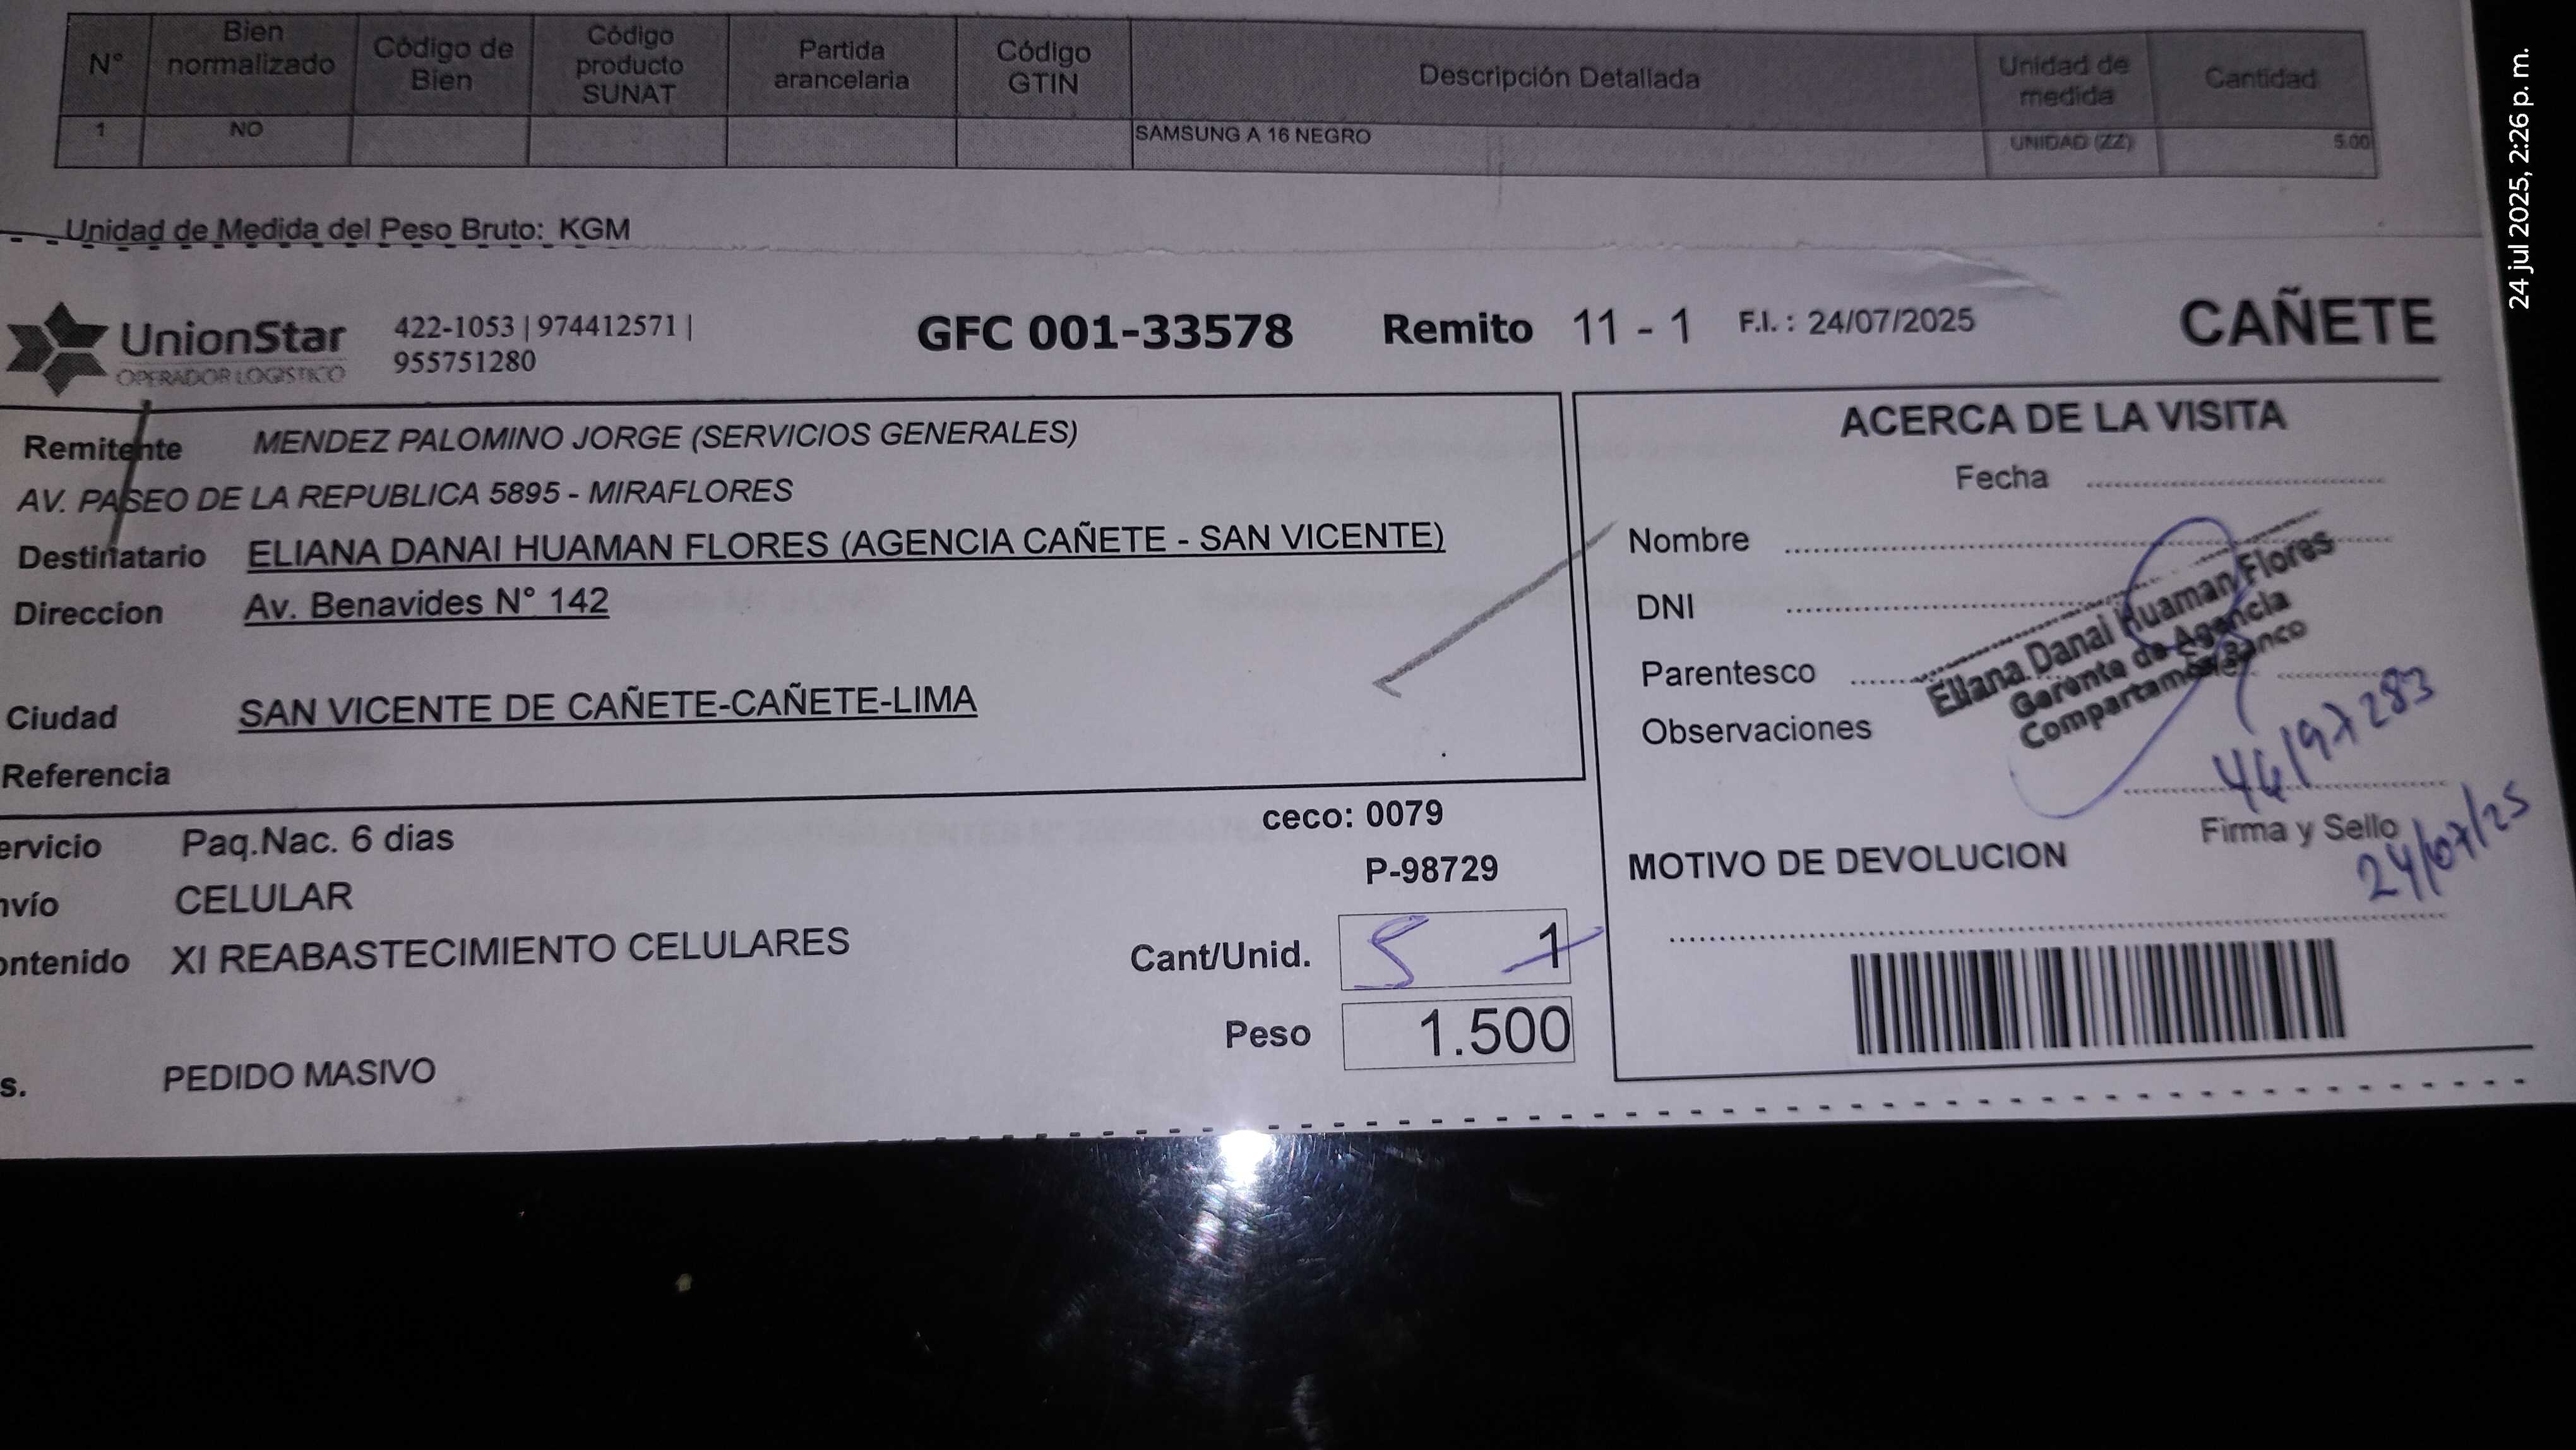 N° Bien normalizado Código de Bien Código producto SUNAT Partida arancelaria Código GTIN Descripción Detallada Unidad de medida Cantidad
1 NO SAMSUNG A 16 NEGRO UNIDAD (ZZ) 5.00
Unidad de Medida del Peso Bruto: KGM
UnionStar
OPERADOR LOGISTICO
422-1053 | 974412571 |
955751280
GFC 001-33578 Remito 11 - 1 F.I. : 24/07/2025 CAÑETE
Remitente MENDEZ PALOMINO JORGE (SERVICIOS GENERALES)
AV. PASEO DE LA REPUBLICA 5895 - MIRAFLORES
Destinatario ELIANA DANAI HUAMAN FLORES (AGENCIA CAÑETE - SAN VICENTE)
Direccion Av. Benavides N° 142
Ciudad SAN VICENTE DE CAÑETE-CAÑETE-LIMA
Referencia
ervicio Paq.Nac. 6 dias
ceco: 0079
P-98729
nvío CELULAR
ontenido XI REABASTECIMIENTO CELULARES
Cant/Unid. 5 1
Peso 1.500
s. PEDIDO MASIVO
ACERCA DE LA VISITA
Fecha
Nombre
DNI
Parentesco
Observaciones
Eliana Danai Huaman Flores
Gerente de Agencia
Compartamos Banco
44197283
Firma y Sello
24/07/25
MOTIVO DE DEVOLUCION
24 jul 2025, 2:26 p. m.